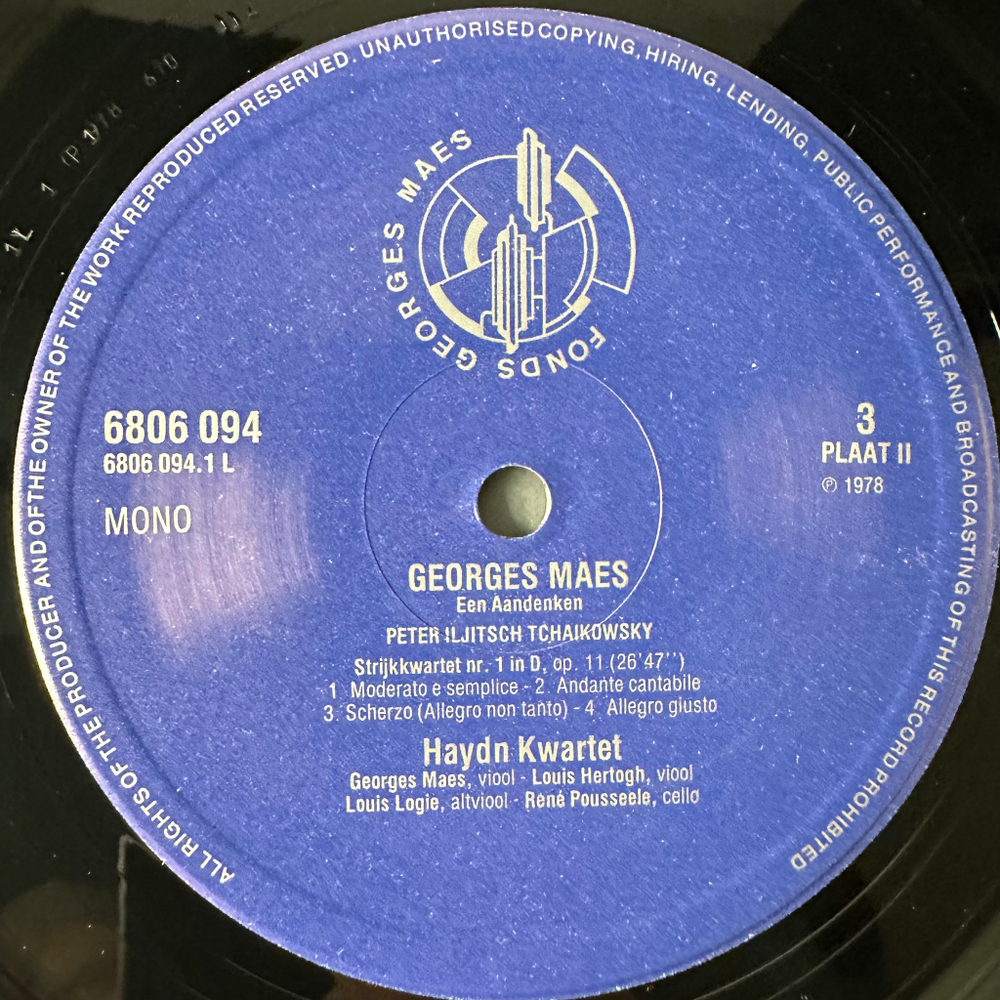 ALL RIGHTS OF THE PRODUCER AND OF THE OWNER OF THE WORK REPRODUCED RESERVED. UNAUTHORISED COPYING, HIRING, LENDING, PUBLIC PERFORMANCE AND BROADCASTING OF THIS RECORD PROHIBITED
FONDS GEORGES MAES
6806 094
6806 094.1 L
MONO
3
PLAAT II
℗ 1978
GEORGES MAES
Een Aandenken
PETER ILJITSCH TCHAIKOWSKY
Strijkkwartet nr. 1 in D, op. 11 (26'47'')
1. Moderato e semplice - 2. Andante cantabile
3. Scherzo (Allegro non tanto) - 4. Allegro giusto
Haydn Kwartet
Georges Maes, viool - Louis Hertogh, viool
Louis Logie, altviool - René Pousseele, cello
1L 1 (P 1978 670